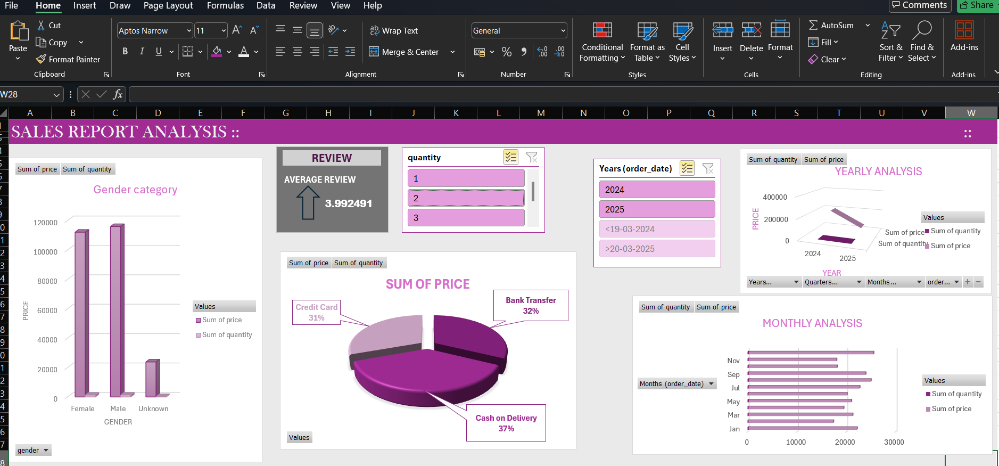 File Home Insert Draw Page Layout Formulas Data Review View Help Comments Share
Paste
Cut
Copy
Format Painter
Clipboard
Aptos Narrow 11
B I U A
Font
Wrap Text
Merge & Center
Alignment
General
Number
Conditional Formatting
Format as Table
Cell Styles
Styles
Insert Delete Format
Cells
AutoSum
Fill
Clear
Sort & Filter
Find & Select
Editing
Add-ins
Add-ins
W28 fx
A B C D E F G H I J K L M N O P Q R S T U V W
SALES REPORT ANALYSIS :: ::
Sum of price Sum of quantity
Gender category
120000
100000
80000
60000
40000
20000
0
PRICE
Female Male Unknown
GENDER
Values
Sum of price
Sum of quantity
gender
REVIEW
AVERAGE REVIEW
3.992491
quantity
1
2
3
Sum of price Sum of quantity
SUM OF PRICE
Credit Card
31%
Bank Transfer
32%
Cash on Delivery
37%
Values
Years (order_date)
2024
2025
<19-03-2024
>20-03-2025
Sum of quantity Sum of price
YEARLY ANALYSIS
PRICE
400000
200000
0
2024
2025
YEAR
Sum of price
Sum of quantity
Values
Sum of quantity
Sum of price
Years... Quarters... Months... order... + −
Sum of quantity Sum of price
MONTHLY ANALYSIS
Months (order_date)
Nov
Sep
Jul
May
Mar
Jan
0 10000 20000 30000
Values
Sum of quantity
Sum of price